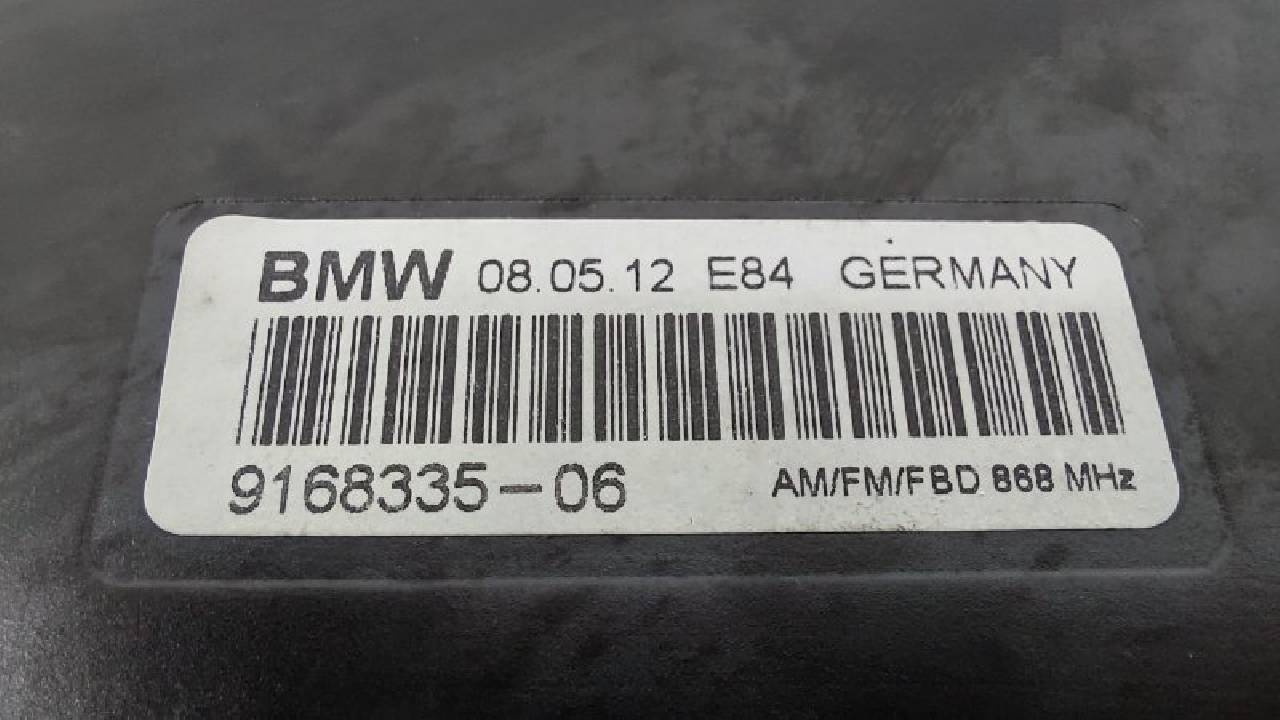 BMW 08.05.12 E84 GERMANY
9168335-06 AM/FM/FBD 868 MHz